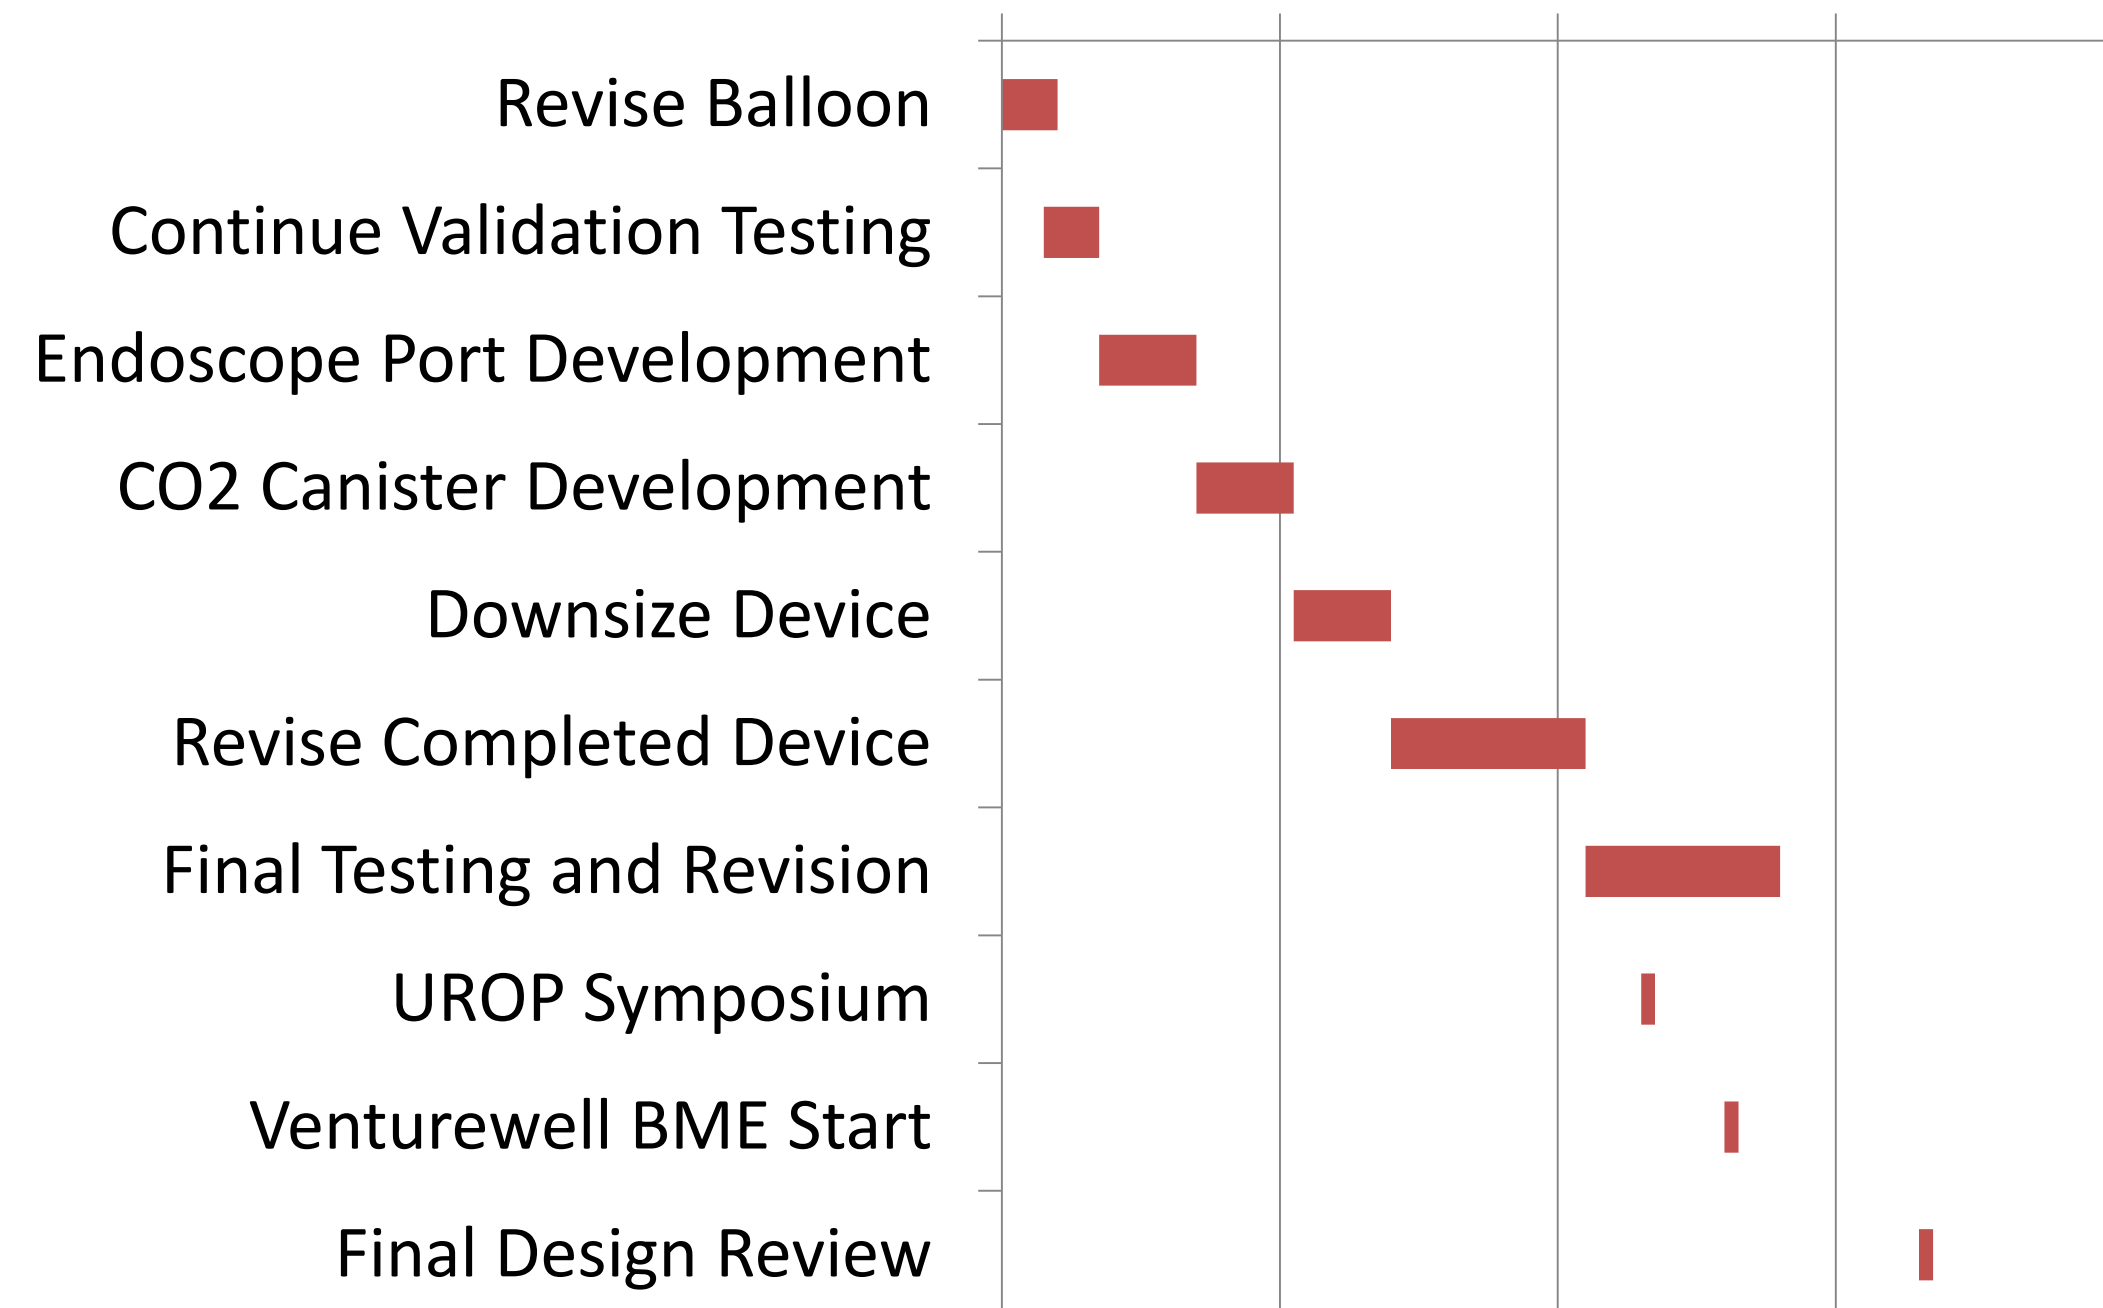 Revise Balloon
Continue Validation Testing
Endoscope Port Development
CO2 Canister Development
Downsize Device
Revise Completed Device
Final Testing and Revision
UROP Symposium
Venturewell BME Start
Final Design Review